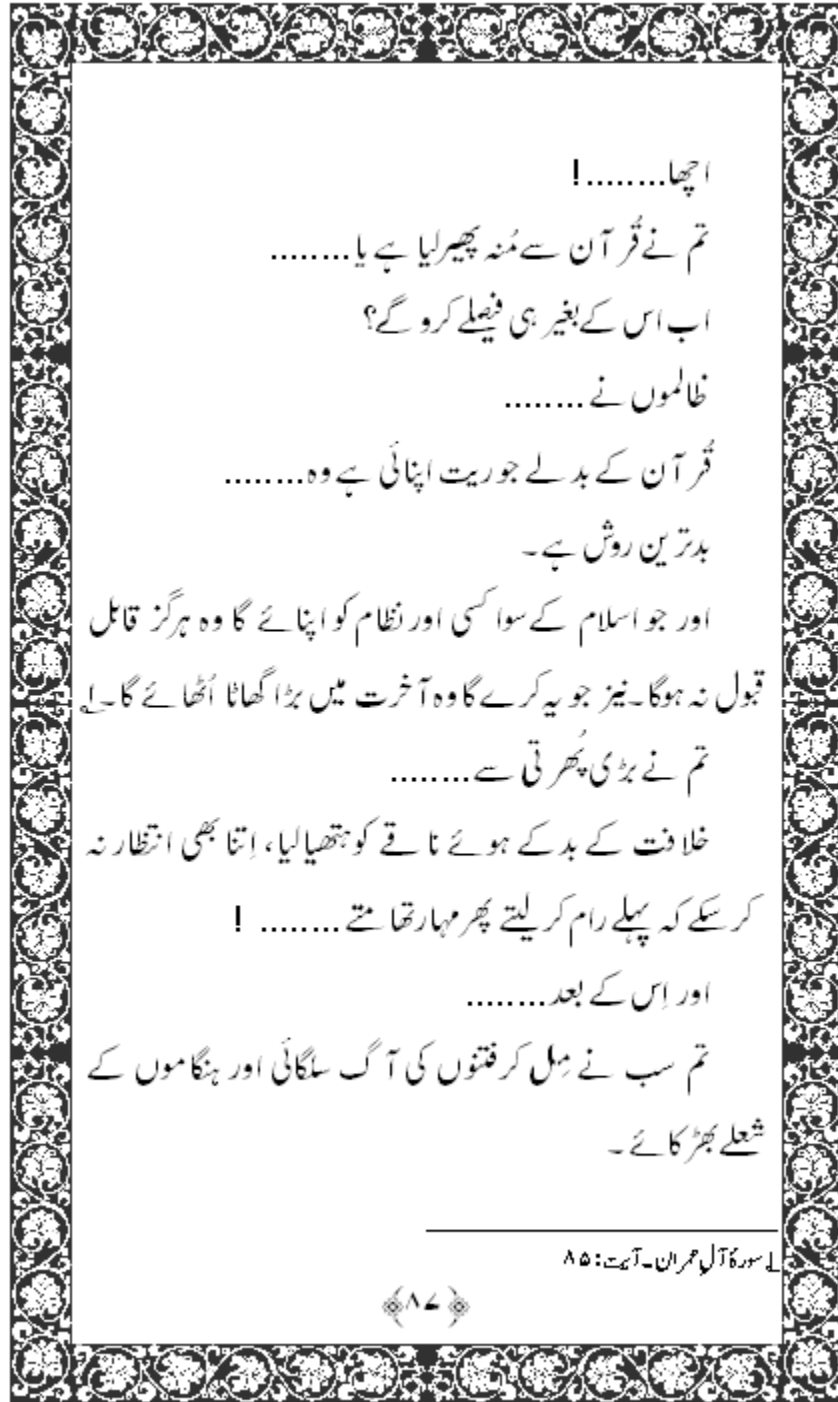 اچھا.........!
تم نے قُرآن سے مُنہ پھیر لیا ہے یا........
اب اس کے بغیر ہی فیصلے کرو گے؟
ظالموں نے ........
قُرآن کے بدلے جو ریت اپنائی ہے وہ........
بدترین روش ہے۔
اور جو اسلام کے سوا کسی اور نظام کو اپنائے گا وہ ہرگز قابل
قبول نہ ہوگا۔نیز جو یہ کرے گا وہ آخرت میں بڑا گھاٹا اُٹھائے گا۔؂۱
تم نے بڑی پُھرتی سے........
خلافت کے بدکے ہوئے ناقے کو ہتھیا لیا، اِتنا بھی انتظار نہ
کر سکے کہ پہلے رام کر لیتے پھر مہار تھامتے ........ !
اور اِس کے بعد........
تم سب نے مِل کر فتنوں کی آگ سلگائی اور ہنگاموں کے
شعلے بھڑکائے۔
؂۱ سورۂ آلِ عمران۔آیت: ۸۵
﴿۸۷﴾